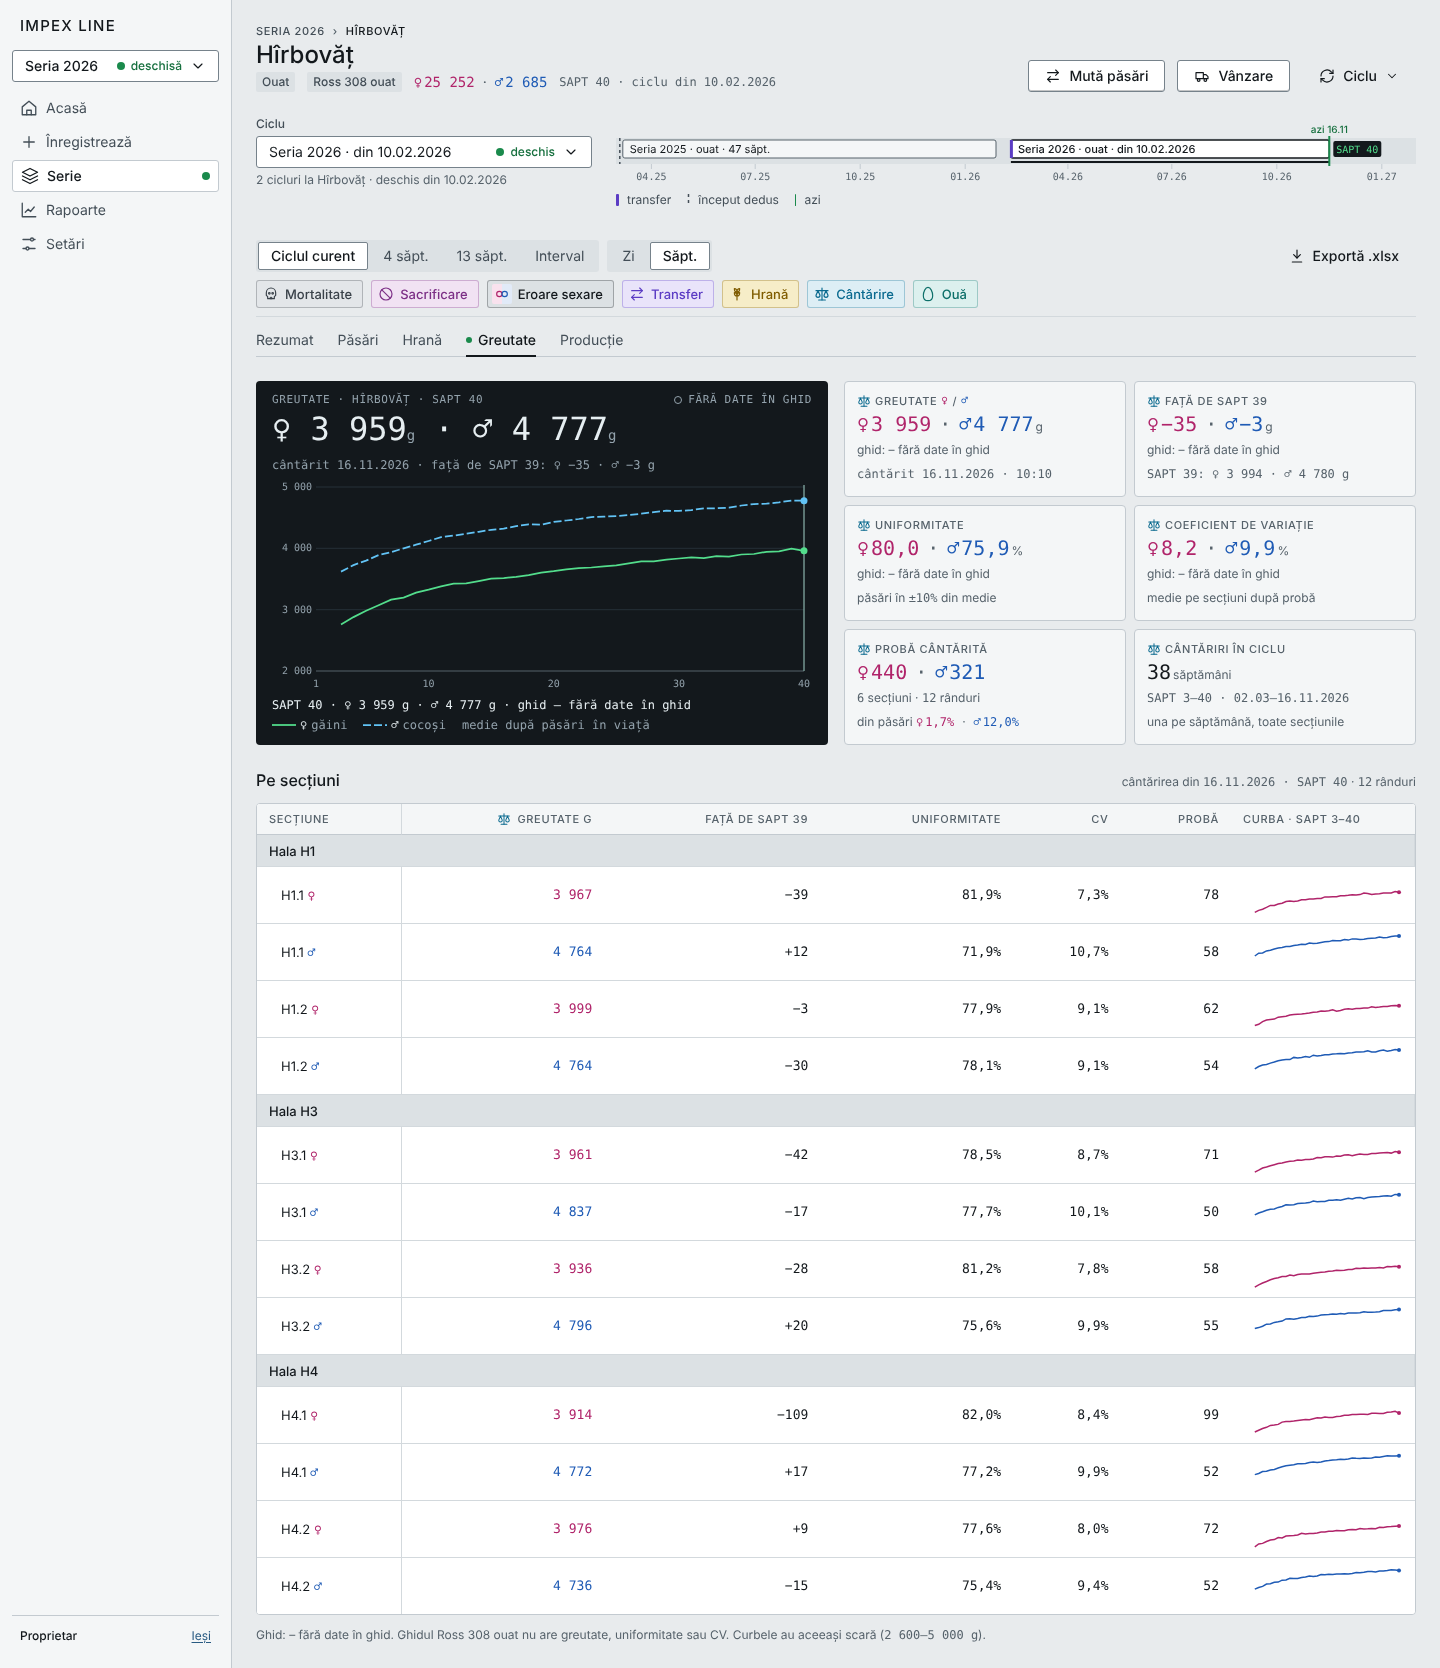 IMPEX LINE
Seria 2026 deschisă
Acasă
Înregistrează
Serie
Rapoarte
Setări
Proprietar Ieși
SERIA 2026 › HÎRBOVĂȚ
Hîrbovăț
Ouat Ross 308 ouat ♀25 252 · ♂2 685 SAPT 40 · ciclu din 10.02.2026
Mută păsări Vânzare Ciclu
Ciclu
Seria 2026 · din 10.02.2026 deschis
2 cicluri la Hîrbovăț · deschis din 10.02.2026
azi 16.11
Seria 2025 · ouat · 47 săpt. Seria 2026 · ouat · din 10.02.2026 SAPT 40
04.25 07.25 10.25 01.26 04.26 07.26 10.26 01.27
transfer început dedus azi
Ciclul curent 4 săpt. 13 săpt. Interval Zi Săpt. Exportă .xlsx
Mortalitate Sacrificare Eroare sexare Transfer Hrană Cântărire Ouă
Rezumat Păsări Hrană Greutate Producție
GREUTATE · HÎRBOVĂȚ · SAPT 40 FĂRĂ DATE ÎN GHID
♀ 3 959g · ♂ 4 777g
cântărit 16.11.2026 · față de SAPT 39: ♀ −35 · ♂ −3 g
5 000
4 000
3 000
2 000
1 10 20 30 40
SAPT 40 · ♀ 3 959 g · ♂ 4 777 g · ghid — fără date în ghid
♀ găini ♂ cocoși medie după păsări în viață
GREUTATE ♀ / ♂
♀3 959 · ♂4 777g
ghid: – fără date în ghid
cântărit 16.11.2026 · 10:10
FAȚĂ DE SAPT 39
♀−35 · ♂−3g
ghid: – fără date în ghid
SAPT 39: ♀ 3 994 · ♂ 4 780 g
UNIFORMITATE
♀80,0 · ♂75,9%
ghid: – fără date în ghid
păsări în ±10% din medie
COEFICIENT DE VARIAȚIE
♀8,2 · ♂9,9%
ghid: – fără date în ghid
medie pe secțiuni după probă
PROBĂ CÂNTĂRITĂ
♀440 · ♂321
6 secțiuni · 12 rânduri
din păsări ♀1,7% · ♂12,0%
CÂNTĂRIRI ÎN CICLU
38 săptămâni
SAPT 3–40 · 02.03–16.11.2026
una pe săptămână, toate secțiunile
Pe secțiuni cântărirea din 16.11.2026 · SAPT 40 · 12 rânduri
SECȚIUNE GREUTATE G FAȚĂ DE SAPT 39 UNIFORMITATE CV PROBĂ CURBA · SAPT 3–40
Hala H1
H1.1 ♀ 3 967 −39 81,9% 7,3% 78
H1.1 ♂ 4 764 +12 71,9% 10,7% 58
H1.2 ♀ 3 999 −3 77,9% 9,1% 62
H1.2 ♂ 4 764 −30 78,1% 9,1% 54
Hala H3
H3.1 ♀ 3 961 −42 78,5% 8,7% 71
H3.1 ♂ 4 837 −17 77,7% 10,1% 50
H3.2 ♀ 3 936 −28 81,2% 7,8% 58
H3.2 ♂ 4 796 +20 75,6% 9,9% 55
Hala H4
H4.1 ♀ 3 914 −109 82,0% 8,4% 99
H4.1 ♂ 4 772 +17 77,2% 9,9% 52
H4.2 ♀ 3 976 +9 77,6% 8,0% 72
H4.2 ♂ 4 736 −15 75,4% 9,4% 52
Ghid: – fără date în ghid. Ghidul Ross 308 ouat nu are greutate, uniformitate sau CV. Curbele au aceeași scară (2 600–5 000 g).